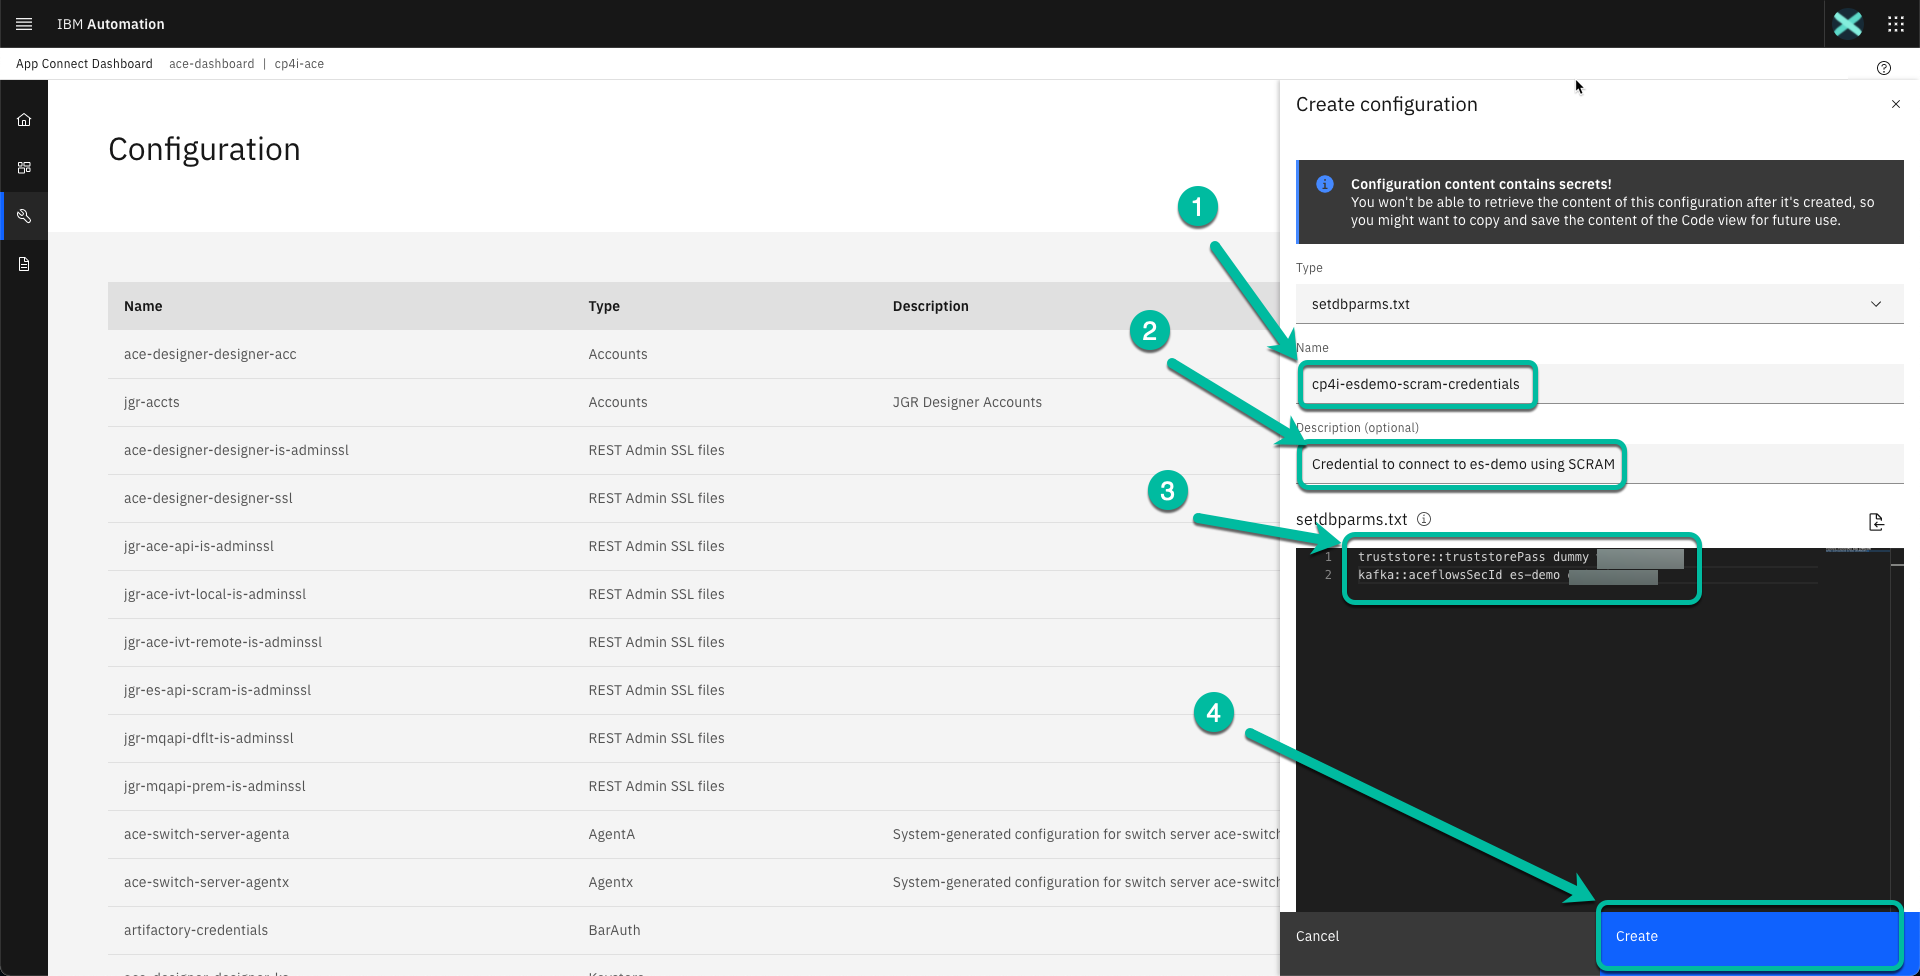 IBM Automation
App Connect Dashboard ace-dashboard | cp4i-ace
Configuration
Name Type Description
ace-designer-designer-acc Accounts
jgr-accts Accounts JGR Designer Accounts
ace-designer-designer-is-adminssl REST Admin SSL files
ace-designer-designer-ssl REST Admin SSL files
jgr-ace-api-is-adminssl REST Admin SSL files
jgr-ace-ivt-local-is-adminssl REST Admin SSL files
jgr-ace-ivt-remote-is-adminssl REST Admin SSL files
jgr-es-api-scram-is-adminssl REST Admin SSL files
jgr-mqapi-dflt-is-adminssl REST Admin SSL files
jgr-mqapi-prem-is-adminssl REST Admin SSL files
ace-switch-server-agenta AgentA System-generated configuration for switch server ace-switch
ace-switch-server-agentx Agentx System-generated configuration for switch server ace-switch
artifactory-credentials BarAuth
Create configuration
Configuration content contains secrets!
You won't be able to retrieve the content of this configuration after it's created, so
you might want to copy and save the content of the Code view for future use.
Type
setdbparms.txt
1
Name
cp4i-esdemo-scram-credentials
2
Description (optional)
Credential to connect to es-demo using SCRAM
3
setdbparms.txt
1 truststore::truststorePass dummy
2 kafka::aceflowsSecId es-demo
4
Cancel
Create